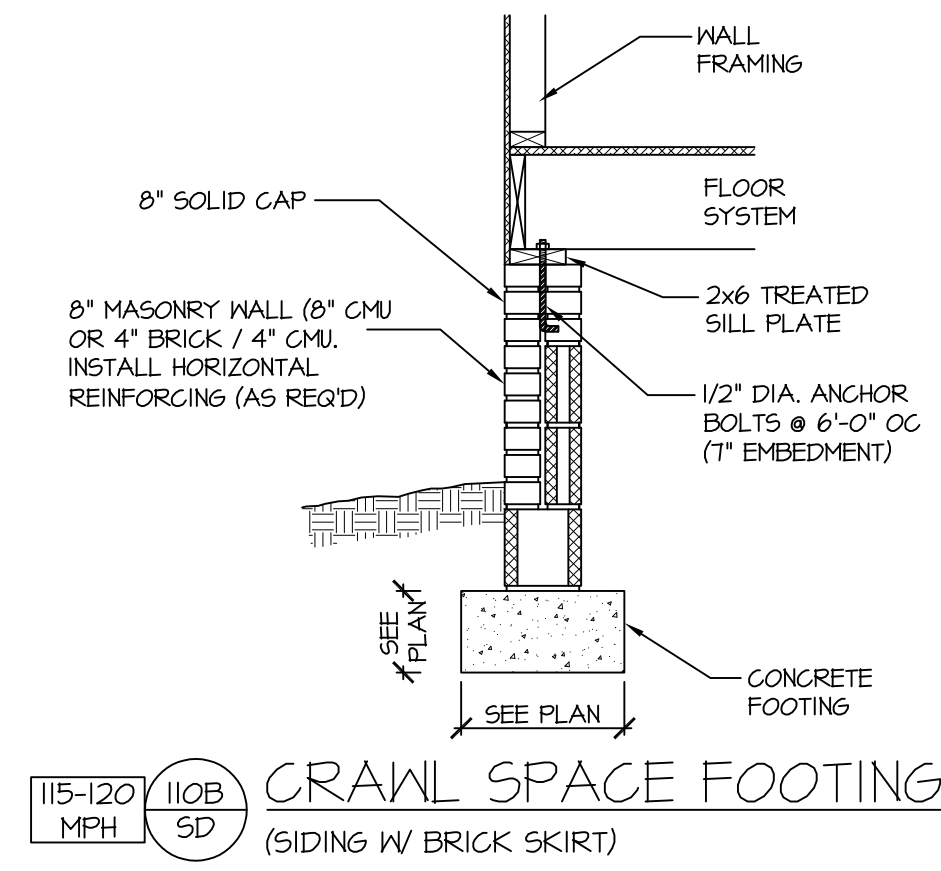 WALL
FRAMING
8" SOLID CAP
FLOOR
SYSTEM
8" MASONRY WALL (8" CMU
OR 4" BRICK / 4" CMU.
INSTALL HORIZONTAL
REINFORCING (AS REQ'D)
2x6 TREATED
SILL PLATE
1/2" DIA. ANCHOR
BOLTS @ 6'-0" OC
(7" EMBEDMENT)
SEE
PLAN
SEE PLAN
CONCRETE
FOOTING
115-120
MPH
110B
SD
CRAWL SPACE FOOTING
(SIDING W/ BRICK SKIRT)